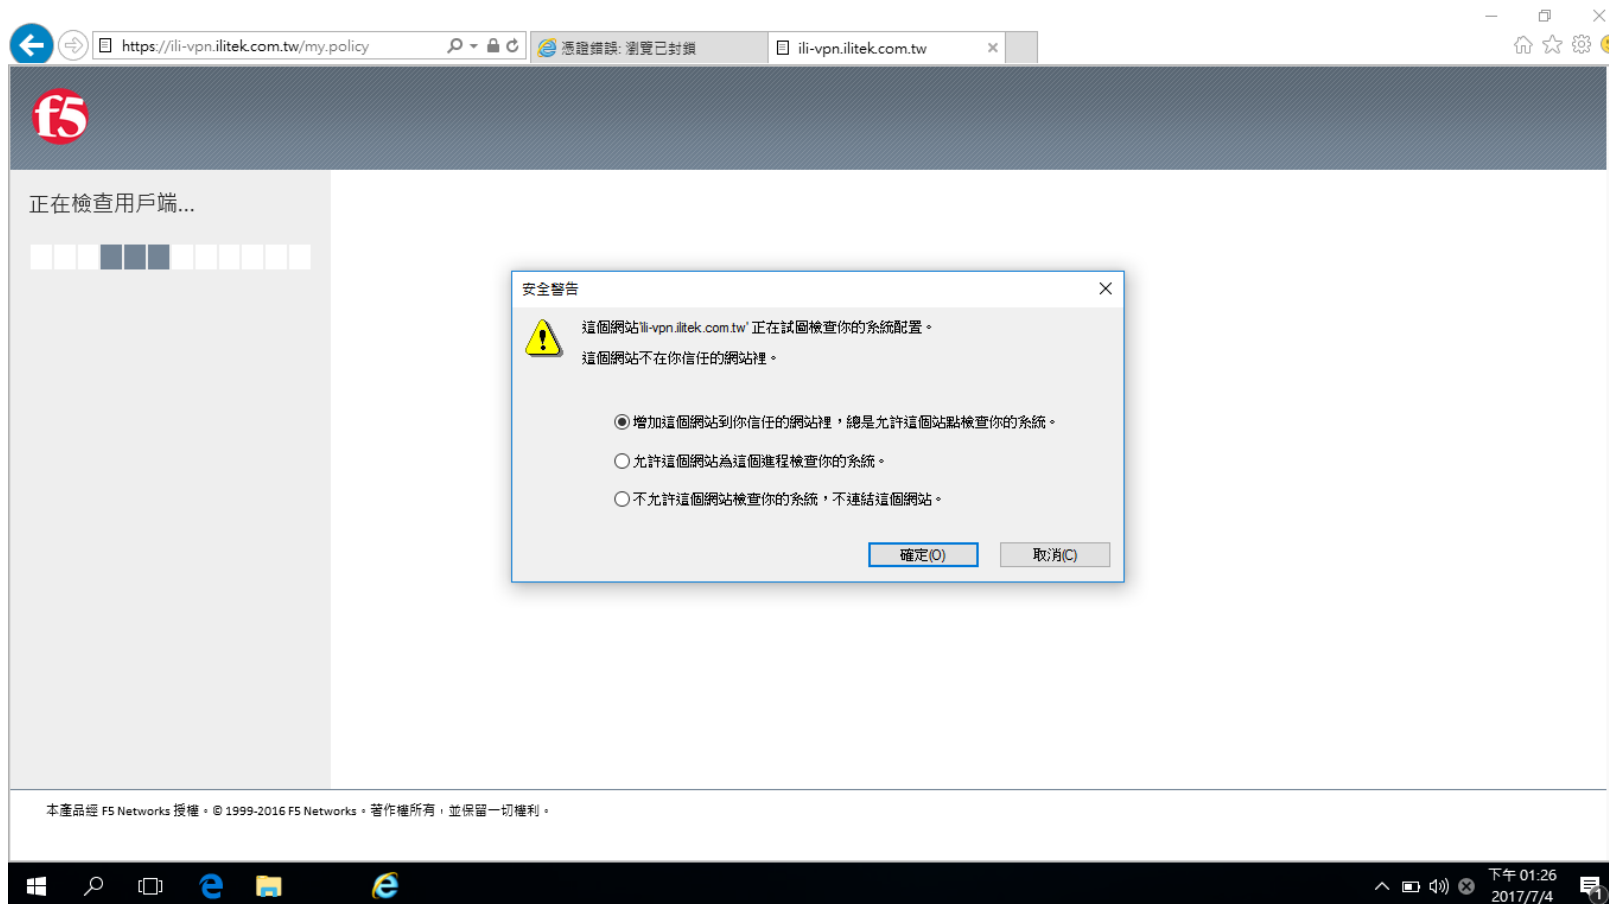 https://ili-vpn.ilitek.com.tw/my.policy
憑證錯誤: 瀏覽已封鎖
ili-vpn.ilitek.com.tw
f5
正在檢查用戶端...
安全警告
這個網站'ili-vpn.ilitek.com.tw' 正在試圖檢查你的系統配置。
這個網站不在你信任的網站裡。
增加這個網站到你信任的網站裡，總是允許這個站點檢查你的系統。
允許這個網站為這個進程檢查你的系統。
不允許這個網站檢查你的系統，不連結這個網站。
確定(O)
取消(C)
本產品經 F5 Networks 授權。© 1999-2016 F5 Networks。著作權所有，並保留一切權利。
下午 01:26
2017/7/4
1